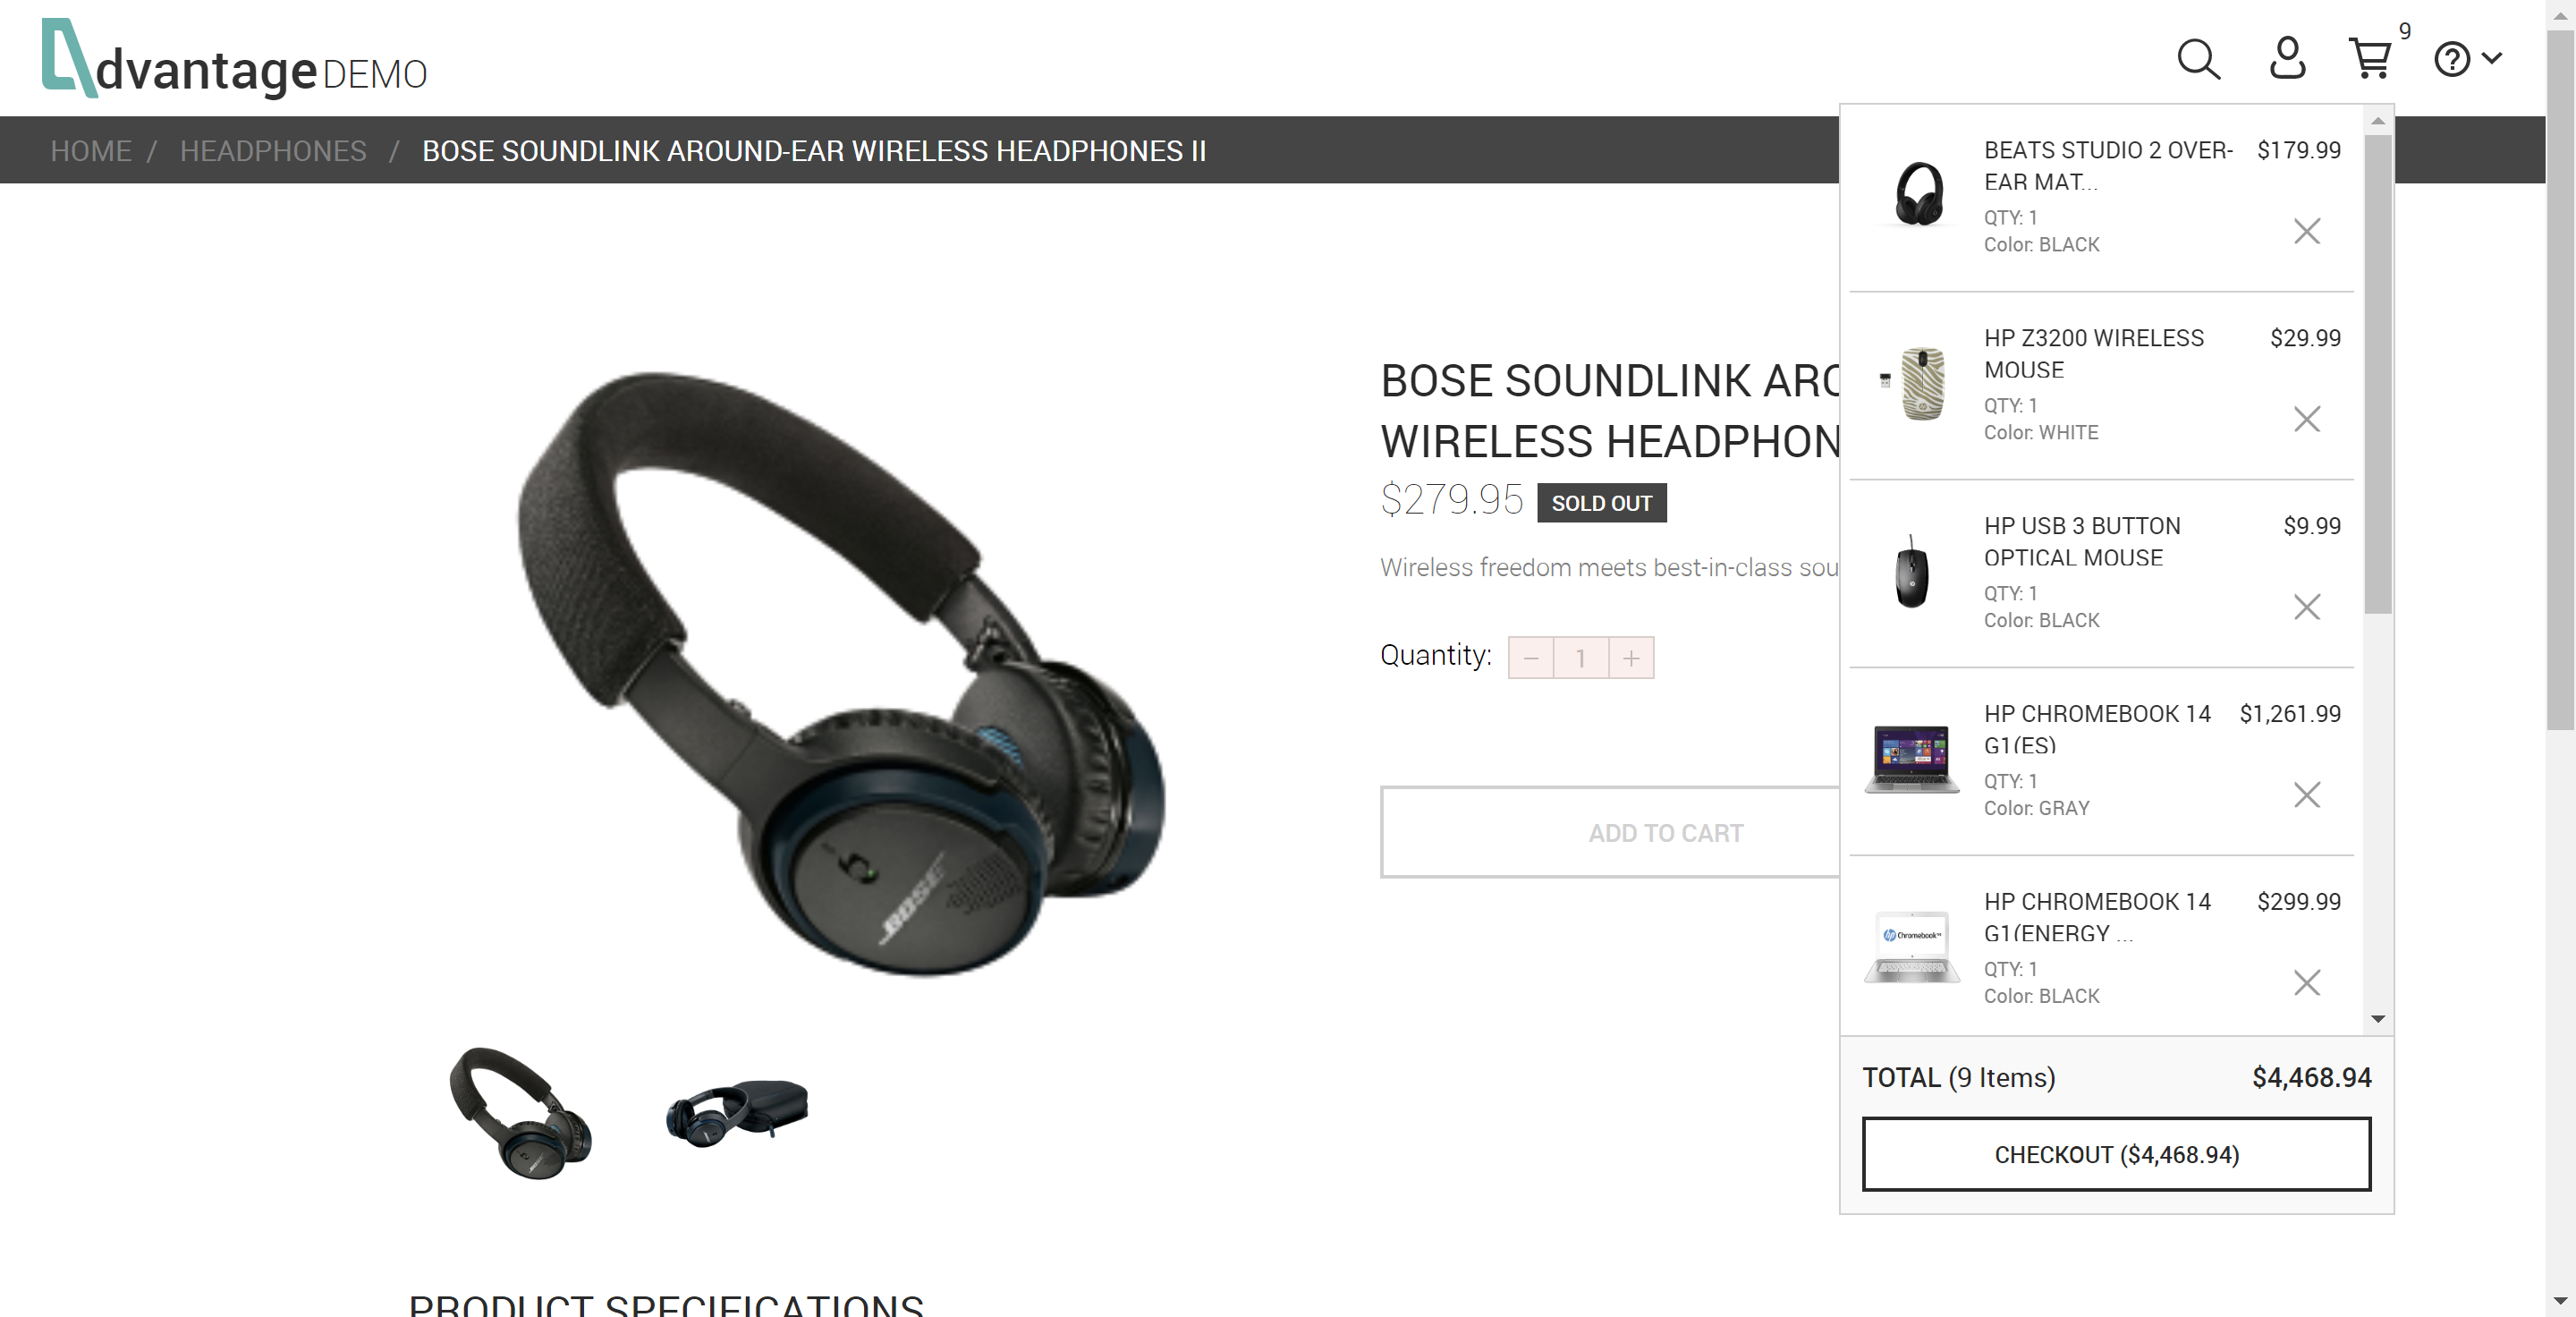 dvantage DEMO
9
HOME / HEADPHONES / BOSE SOUNDLINK AROUND-EAR WIRELESS HEADPHONES II
BOSE SOUNDLINK ARO
WIRELESS HEADPHON
$279.95 SOLD OUT
Wireless freedom meets best-in-class sou
Quantity: − 1 +
ADD TO CART
BEATS STUDIO 2 OVER- $179.99
EAR MAT...
QTY: 1
Color: BLACK
HP Z3200 WIRELESS $29.99
MOUSE
QTY: 1
Color: WHITE
HP USB 3 BUTTON $9.99
OPTICAL MOUSE
QTY: 1
Color: BLACK
HP CHROMEBOOK 14 $1,261.99
G1(ES)
QTY: 1
Color: GRAY
HP CHROMEBOOK 14 $299.99
G1(ENERGY ...
QTY: 1
Color: BLACK
TOTAL (9 Items) $4,468.94
CHECKOUT ($4,468.94)
BOSE
hp Chromebook
PRODUCT SPECIFICATIONS